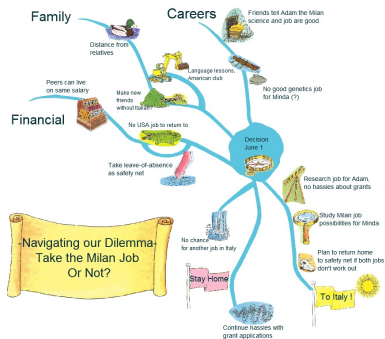 Family
Careers
Friends tell Adam the Milan
science and job are good
Distance from
relatives
Language lessons,
American club
Peers can live
on same salary
Make new
friends
without Italian?
No good genetics job
for Minda (?)
Financial
No USA job to return to
Decision
June 1
Take leave-of-absence
as safety net
Research job for Adam,
no hassles about grants
Study Milan job
possibilities for Minda
-Navigating our Dilemma-
Take the Milan Job
Or Not?
No chance
for another job in Italy
Plan to return home
to safety net if both jobs
don't work out
Stay Home
To Italy !
Continue hassles with
grant applications